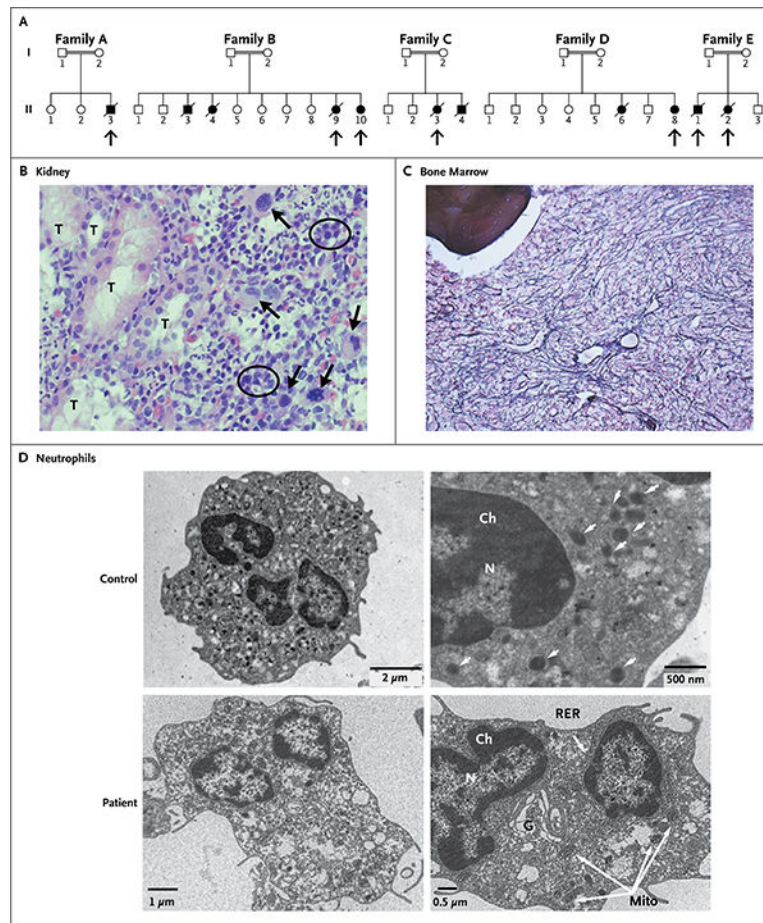 A
Family A Family B Family C Family D Family E
I
1 2 1 2 1 2 1 2 1 2
II
1 2 3 1 2 3 4 5 6 7 8 9 10 1 2 3 4 1 2 3 4 5 6 7 8 1 2 3
B Kidney
C Bone Marrow
T T
T
T
T
D Neutrophils
Control
Ch
N
2 µm
500 nm
Patient
RER
Ch
N
G
1 µm
0.5 µm
Mito